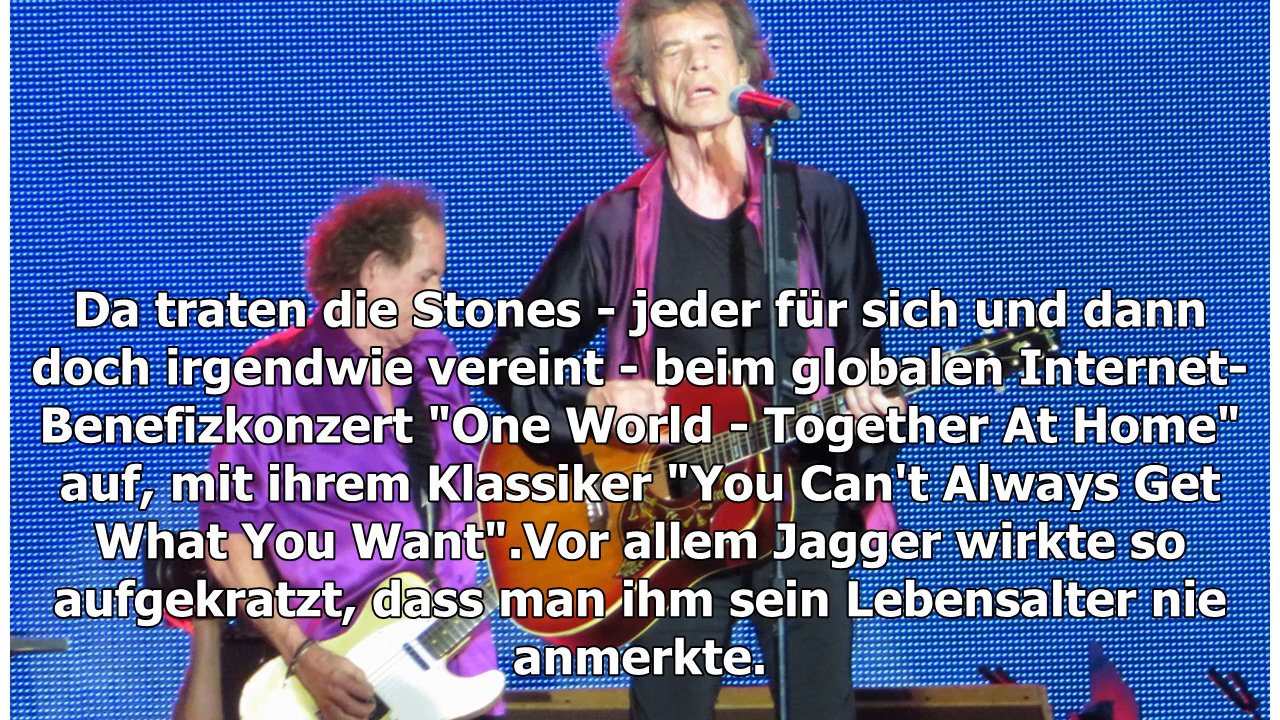 Da traten die Stones - jeder für sich und dann
doch irgendwie vereint - beim globalen Internet-
Benefizkonzert "One World - Together At Home"
auf, mit ihrem Klassiker "You Can't Always Get
What You Want".Vor allem Jagger wirkte so
aufgekratzt, dass man ihm sein Lebensalter nie
anmerkte.